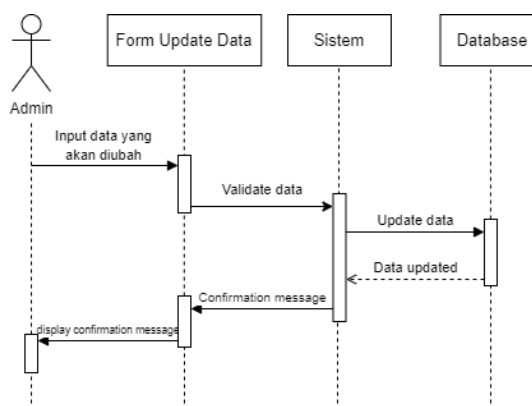 Form Update Data
Sistem
Database
Admin
Input data yang
akan diubah
Validate data
Update data
Data updated
Confirmation message
display confirmation message